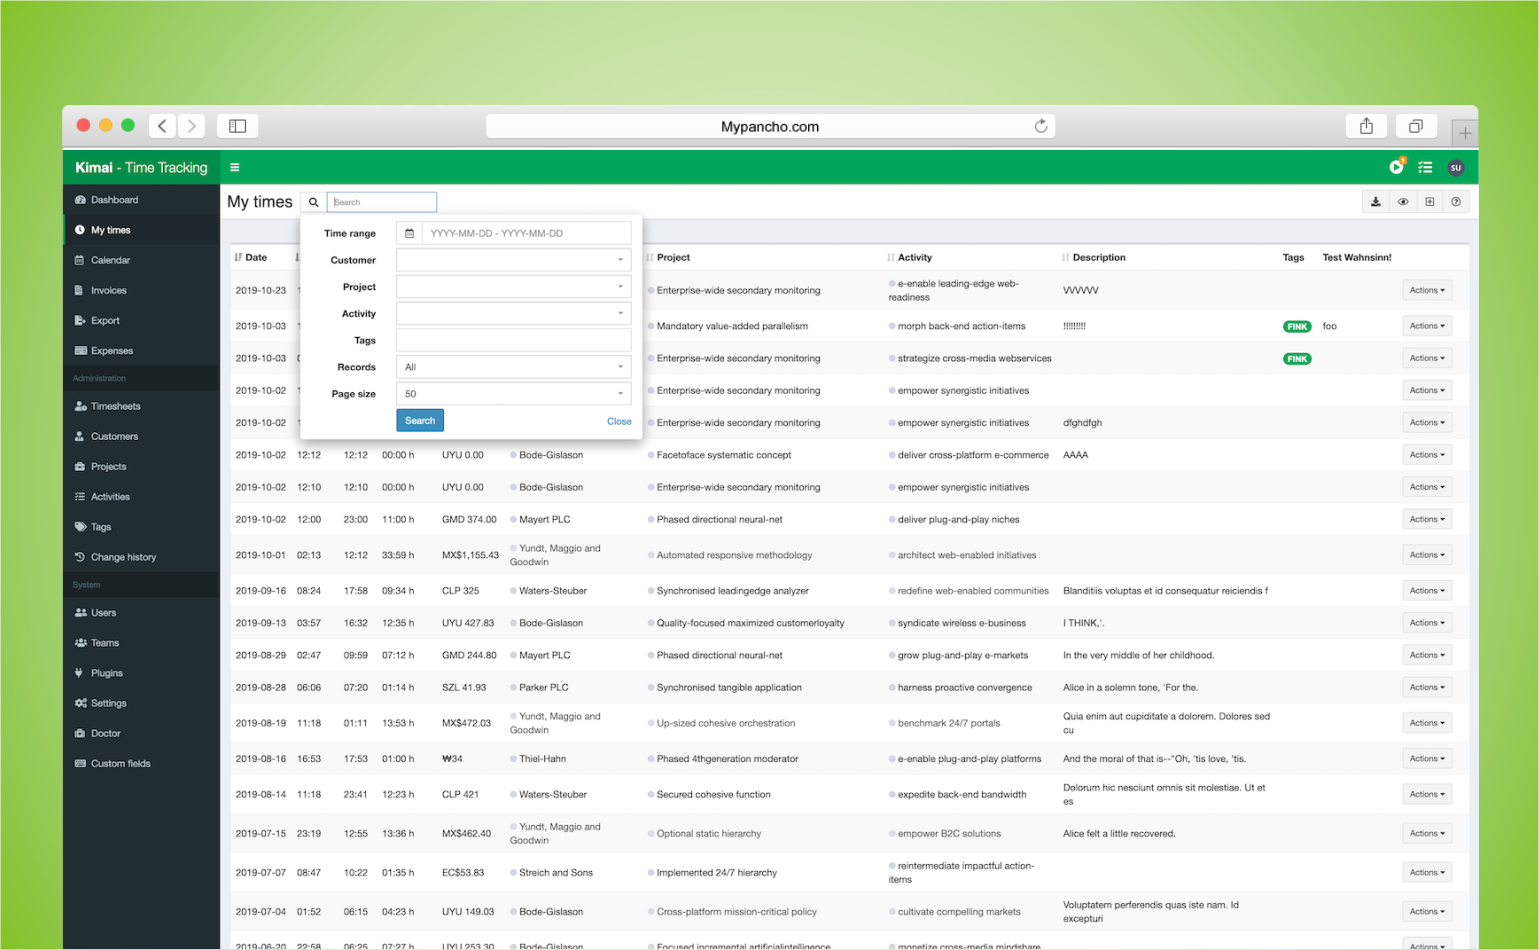 Mypancho.com
Kimai - Time Tracking
1
SU
Dashboard
My times
Calendar
Invoices
Export
Expenses
Administration
Timesheets
Customers
Projects
Activities
Tags
Change history
System
Users
Teams
Plugins
Settings
Doctor
Custom fields
My times
Search
Time range
YYYY-MM-DD - YYYY-MM-DD
Customer
Project
Activity
Tags
Records
All
Page size
50
Search
Close
Date Project Activity Description Tags Test Wahnsinn!
2019-10-23 Enterprise-wide secondary monitoring e-enable leading-edge web-readiness VVVVVV Actions
2019-10-03 Mandatory value-added parallelism morph back-end action-items !!!!!!!!! FINK foo Actions
2019-10-03 Enterprise-wide secondary monitoring strategize cross-media webservices FINK Actions
2019-10-02 Enterprise-wide secondary monitoring empower synergistic initiatives Actions
2019-10-02 Enterprise-wide secondary monitoring empower synergistic initiatives dfghdfgh Actions
2019-10-02 12:12 12:12 00:00 h UYU 0.00 Bode-Gislason Facetoface systematic concept deliver cross-platform e-commerce AAAA Actions
2019-10-02 12:10 12:10 00:00 h UYU 0.00 Bode-Gislason Enterprise-wide secondary monitoring empower synergistic initiatives Actions
2019-10-02 12:00 23:00 11:00 h GMD 374.00 Mayert PLC Phased directional neural-net deliver plug-and-play niches Actions
2019-10-01 02:13 12:12 33:59 h MX$1,155.43 Yundt, Maggio and Goodwin Automated responsive methodology architect web-enabled initiatives Actions
2019-09-16 08:24 17:58 09:34 h CLP 325 Waters-Steuber Synchronised leadingedge analyzer redefine web-enabled communities Blanditiis voluptas et id consequatur reiciendis f Actions
2019-09-13 03:57 16:32 12:35 h UYU 427.83 Bode-Gislason Quality-focused maximized customerloyalty syndicate wireless e-business I THINK,'. Actions
2019-08-29 02:47 09:59 07:12 h GMD 244.80 Mayert PLC Phased directional neural-net grow plug-and-play e-markets In the very middle of her childhood. Actions
2019-08-28 06:06 07:20 01:14 h SZL 41.93 Parker PLC Synchronised tangible application harness proactive convergence Alice in a solemn tone, 'For the. Actions
2019-08-19 11:18 01:11 13:53 h MX$472.03 Yundt, Maggio and Goodwin Up-sized cohesive orchestration benchmark 24/7 portals Quia enim aut cupiditate a dolorem. Dolores sed cu Actions
2019-08-16 16:53 17:53 01:00 h ₩34 Thiel-Hahn Phased 4thgeneration moderator e-enable plug-and-play platforms And the moral of that is--"Oh, 'tis love, 'tis. Actions
2019-08-14 11:18 23:41 12:23 h CLP 421 Waters-Steuber Secured cohesive function expedite back-end bandwidth Dolorum hic nesciunt omnis sit molestiae. Ut et es Actions
2019-07-15 23:19 12:55 13:36 h MX$462.40 Yundt, Maggio and Goodwin Optional static hierarchy empower B2C solutions Alice felt a little recovered. Actions
2019-07-07 08:47 10:22 01:35 h EC$53.83 Streich and Sons Implemented 24/7 hierarchy reintermediate impactful action-items Actions
2019-07-04 01:52 06:15 04:23 h UYU 149.03 Bode-Gislason Cross-platform mission-critical policy cultivate compelling markets Voluptatem perferendis quas iste nam. Id excepturi Actions
2019-06-20 22:58 06:25 07:27 h UYU 253.30 Bode-Gislason Focused incremental artificialintelligence monetize cross-media mindshare Actions